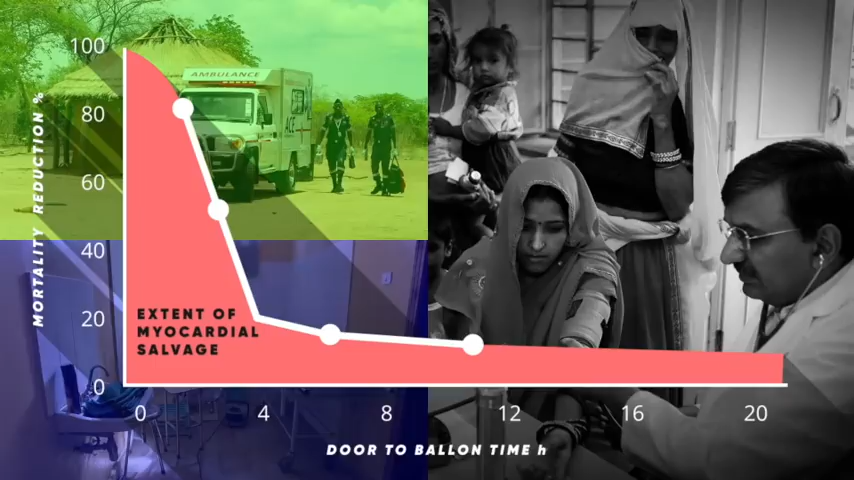 AMBULANCE
ACE
MORTALITY REDUCTION %
100
80
60
40
20
0
EXTENT OF
MYOCARDIAL
SALVAGE
0 4 8 12 16 20
DOOR TO BALLON TIME h